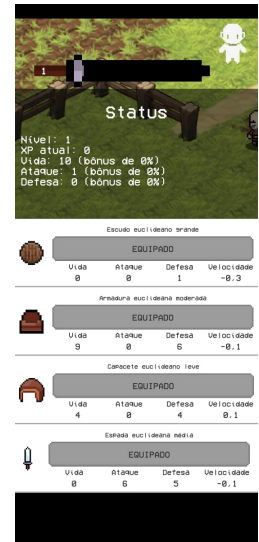 1
Status
Nível: 1
XP atual: 0
Vida: 10 (bônus de 0%)
Ataque: 1 (bônus de 0%)
Defesa: 0 (bônus de 0%)
Escudo euclideano grande
EQUIPADO
Vida Ataque Defesa Velocidade
0 0 1 -0.3
Armadura euclideana moderada
EQUIPADO
Vida Ataque Defesa Velocidade
9 0 6 -0.1
Capacete euclideano leve
EQUIPADO
Vida Ataque Defesa Velocidade
4 0 4 0.1
Espada euclideana média
EQUIPADO
Vida Ataque Defesa Velocidade
0 6 5 -0.1